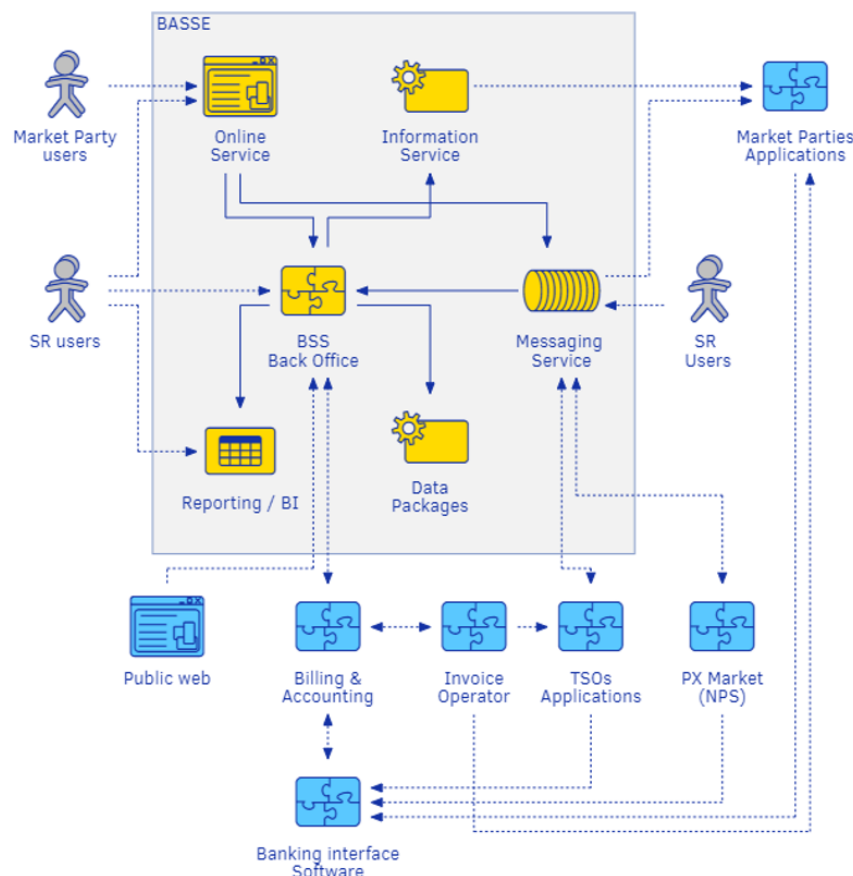 BASSE
Market Party
users
Online
Service
Information
Service
Market Parties
Applications
SR users
BSS
Back Office
Messaging
Service
SR
Users
Reporting / BI
Data
Packages
Public web
Billing &
Accounting
Invoice
Operator
TSOs
Applications
PX Market
(NPS)
Banking interface
Software